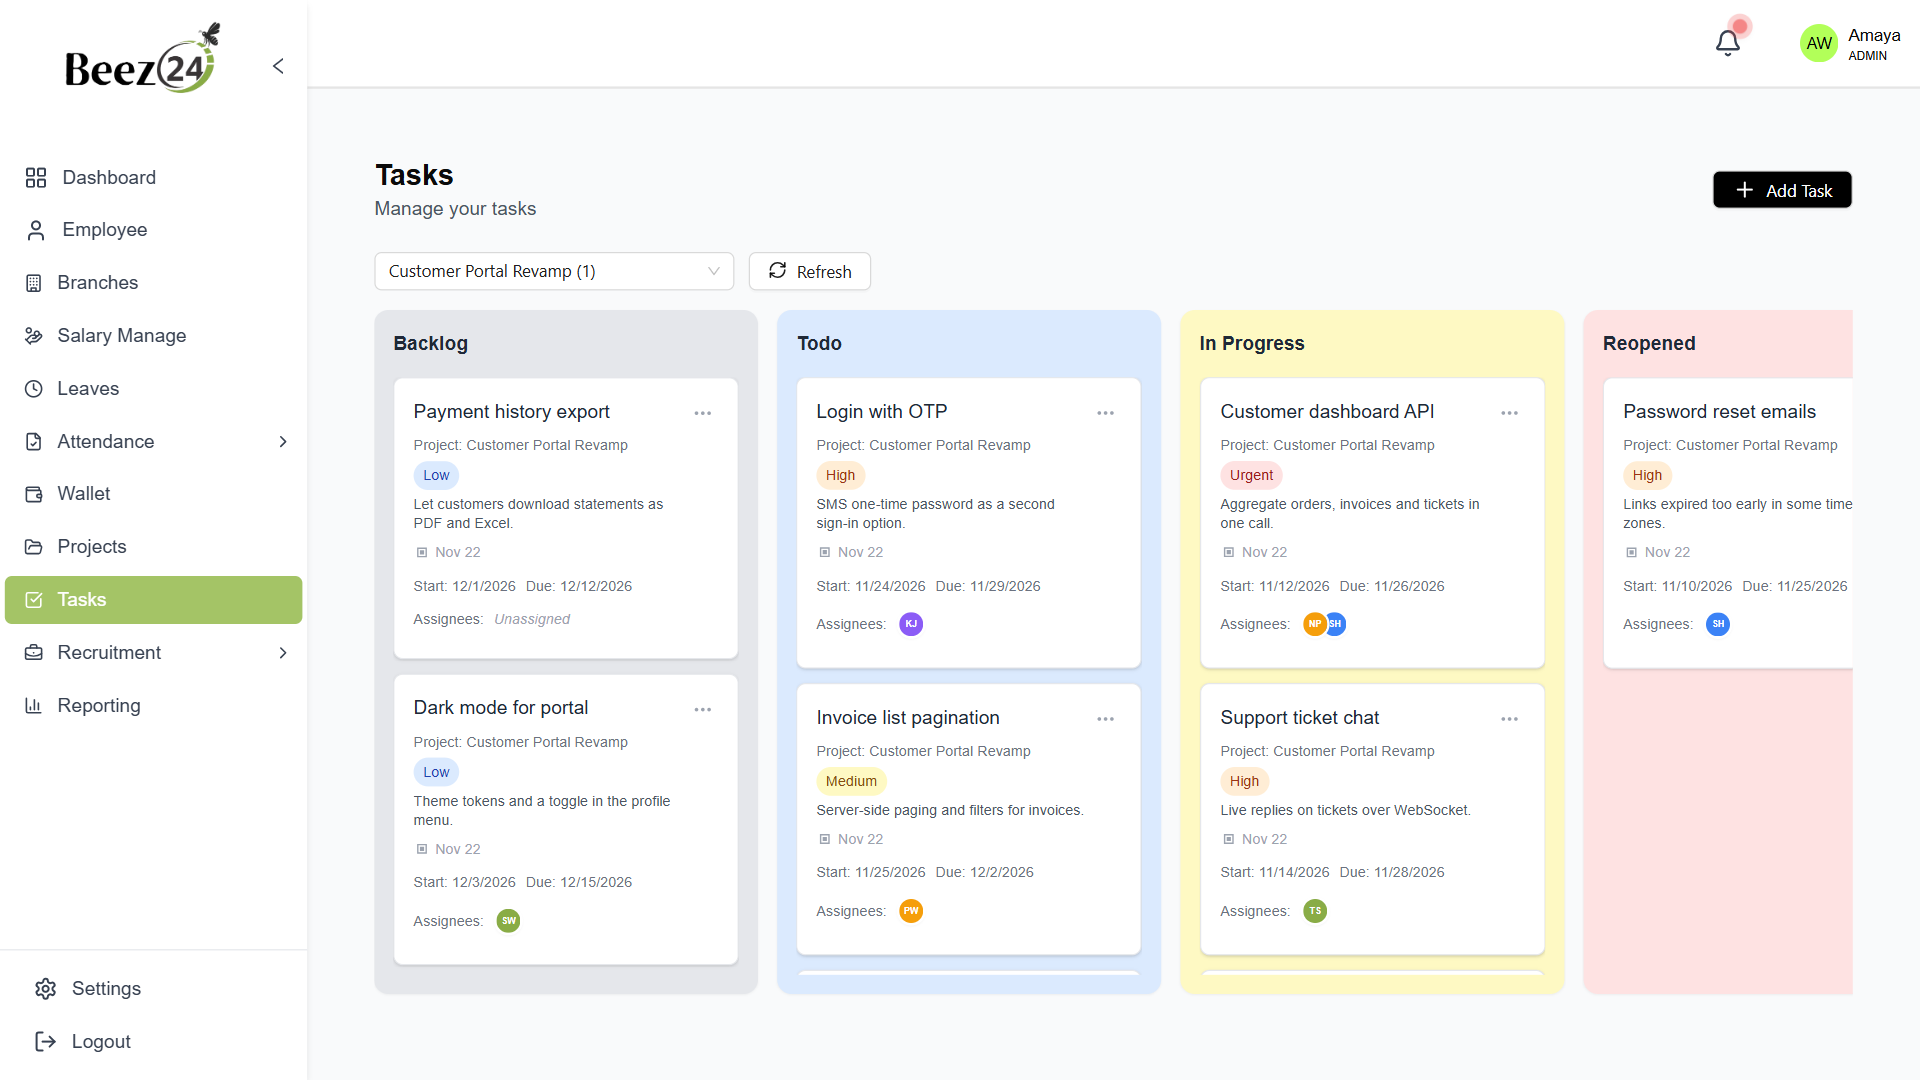 Beez24
Dashboard
Employee
Branches
Salary Manage
Leaves
Attendance
Wallet
Projects
Tasks
Recruitment
Reporting
Settings
Logout
AW
Amaya
ADMIN
Tasks
Manage your tasks
Add Task
Customer Portal Revamp (1)
Refresh
Backlog
Payment history export
Project: Customer Portal Revamp
Low
Let customers download statements as
PDF and Excel.
Nov 22
Start: 12/1/2026 Due: 12/12/2026
Assignees: Unassigned
Dark mode for portal
Project: Customer Portal Revamp
Low
Theme tokens and a toggle in the profile
menu.
Nov 22
Start: 12/3/2026 Due: 12/15/2026
Assignees: SW
Todo
Login with OTP
Project: Customer Portal Revamp
High
SMS one-time password as a second
sign-in option.
Nov 22
Start: 11/24/2026 Due: 11/29/2026
Assignees: KJ
Invoice list pagination
Project: Customer Portal Revamp
Medium
Server-side paging and filters for invoices.
Nov 22
Start: 11/25/2026 Due: 12/2/2026
Assignees: PW
In Progress
Customer dashboard API
Project: Customer Portal Revamp
Urgent
Aggregate orders, invoices and tickets in
one call.
Nov 22
Start: 11/12/2026 Due: 11/26/2026
Assignees: NP SH
Support ticket chat
Project: Customer Portal Revamp
High
Live replies on tickets over WebSocket.
Nov 22
Start: 11/14/2026 Due: 11/28/2026
Assignees: TS
Reopened
Password reset emails
Project: Customer Portal Revamp
High
Links expired too early in some time
zones.
Nov 22
Start: 11/10/2026 Due: 11/25/2026
Assignees: SH